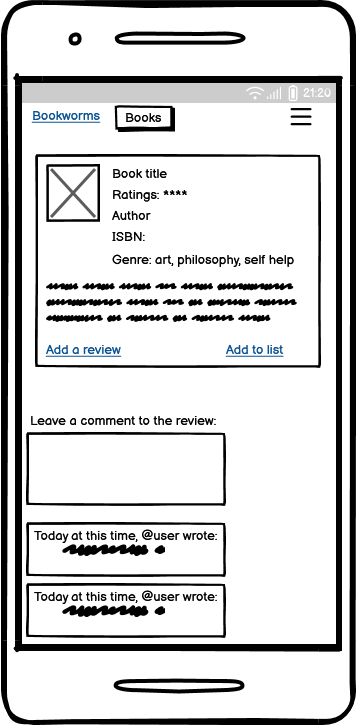 21:20
Bookworms Books
Book title
Ratings: ****
Author
ISBN:
Genre: art, philosophy, self help
Add a review Add to list
Leave a comment to the review:
Today at this time, @user wrote:
Today at this time, @user wrote: